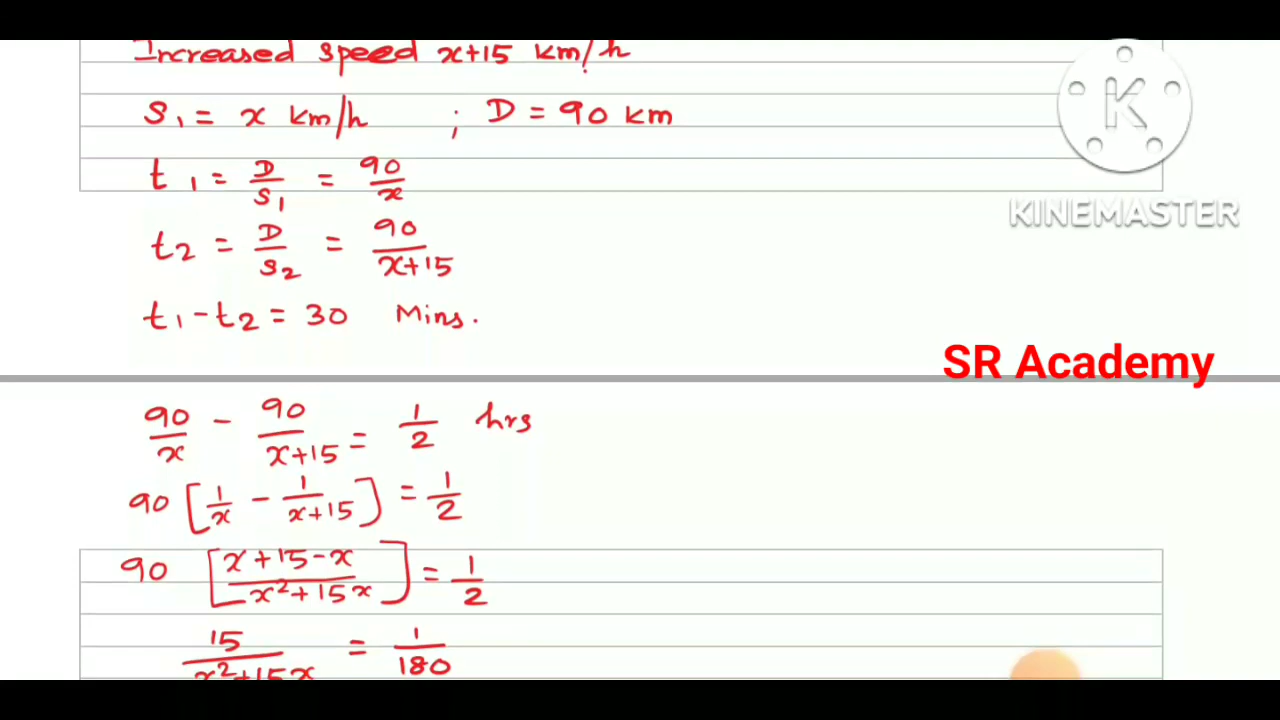 Increased speed x+15 km/h
S₁ = x km/h ; D = 90 km
t₁ = D/S₁ = 90/x
KINEMASTER
t₂ = D/S₂ = 90/x+15
t₁ - t₂ = 30 Mins.
SR Academy
90/x - 90/x+15 = 1/2 hrs
90 [1/x - 1/x+15] = 1/2
90 [x+15-x/x²+15x] = 1/2
15/x²+15x = 1/180